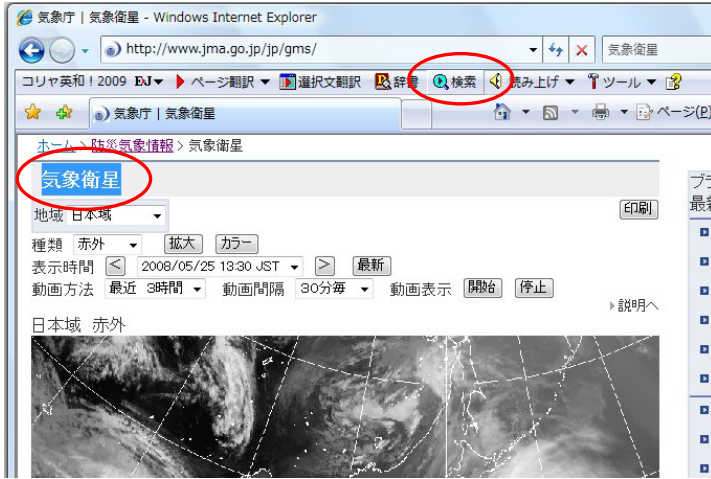 気象庁 | 気象衛星 - Windows Internet Explorer
http://www.jma.go.jp/jp/gms/
気象衛星
コリャ英和！2009 EJ ページ翻訳 選択文翻訳 辞書 検索 読み上げ ツール
気象庁 | 気象衛星
ページ(P)
ホーム > 防災気象情報 > 気象衛星
気象衛星
地域 日本域
印刷
種類 赤外 拡大 カラー
表示時間 < 2008/05/25 13:30 JST > 最新
動画方法 最近 3時間 動画間隔 30分毎 動画表示 開始 停止
説明へ
日本域 赤外
ブラ
最新